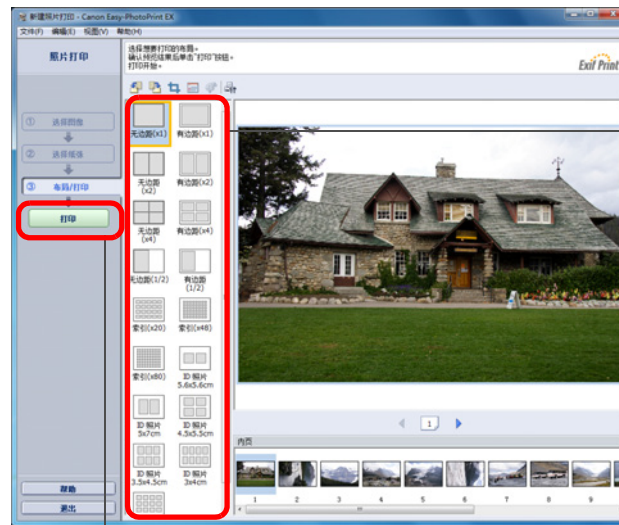 新建照片打印 - Canon Easy-PhotoPrint EX
文件(F) 编辑(E) 视图(V) 帮助(H)
照片打印
选择想要打印的布局。
确认预览结果后单击"打印"按钮。
打印开始。
Exif Print
① 选择图像
② 选择纸张
③ 布局/打印
打印
无边距(x1)
有边距(x1)
无边距
(x2)
有边距(x2)
无边距
(x4)
有边距(x4)
无边距(1/2)
有边距
(1/2)
索引(x20)
索引(x48)
索引(x80)
ID 照片
5.6x5.6cm
ID 照片
5x7cm
ID 照片
4.5x5.5cm
ID 照片
3.5x4.5cm
ID 照片
3x4cm
1
内页
1 2 3 4 5 6 7 8 9
帮助
退出